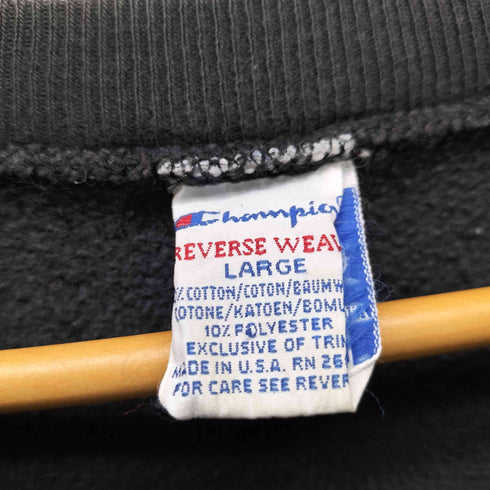 Champio
REVERSE WEAV
LARGE
% COTTON/COTON/BAUMW
COTONE/KATOEN/BOMU
10% POLYESTER
EXCLUSIVE OF TRIM
MADE IN U.S.A. RN 26
FOR CARE SEE REVER